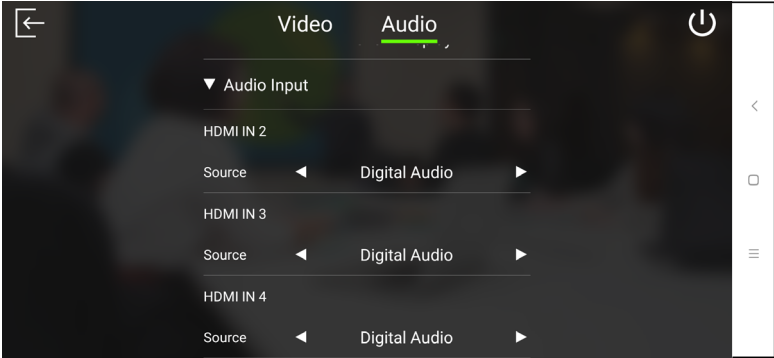 Video Audio
▼ Audio Input
HDMI IN 2
Source ◀ Digital Audio ▶
HDMI IN 3
Source ◀ Digital Audio ▶
HDMI IN 4
Source ◀ Digital Audio ▶